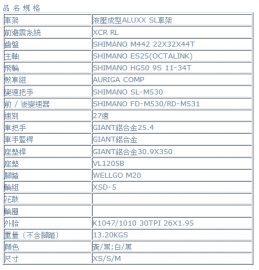 品名規格
車架 液壓成型ALUXX SL車架
前避震系統 XCR RL
齒盤 SHIMANO M442 22X32X44T
主軸 SHIMANO ES25(OCTALINK)
飛輪 SHIMANO HG50 9S 11-34T
煞車組 AURIGA COMP
變速把手 SHIMANO SL-M530
前/後變速器 SHIMANO FD-M530/RD-M531
速別 27速
車把手 GIANT鋁合金25.4
車手豎桿 GIANT鋁合金
座墊桿 GIANT鋁合金30.9X350
座墊 VL1205B
腳踏 WELLGO M20
輪組 XSD-5
花鼓
輪圈
外胎 K1047/1010 30TPI 26X1.95
重量(不含腳踏) 13.20KGS
顏色 黃/黑;白/黑
尺寸 XS/S/M